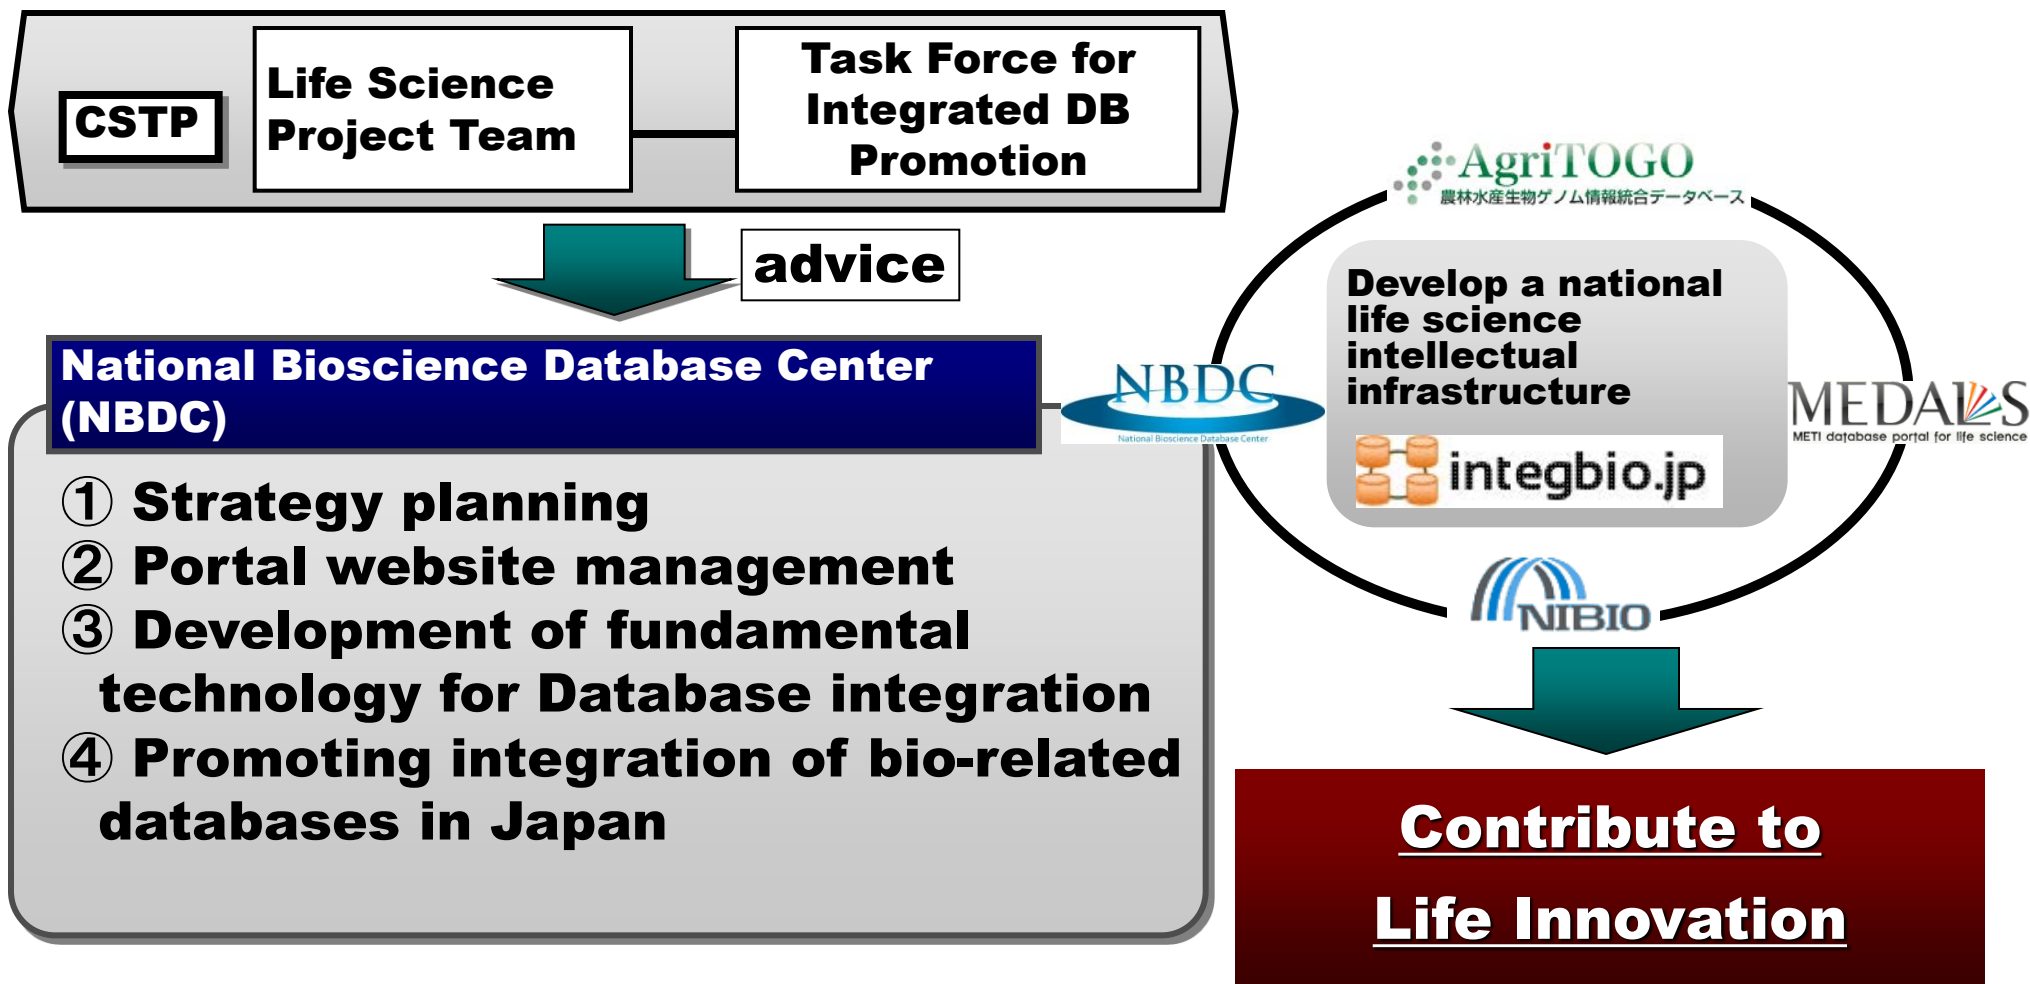 CSTP
Life Science
Project Team
Task Force for
Integrated DB
Promotion
advice
National Bioscience Database Center
(NBDC)
① Strategy planning
② Portal website management
③ Development of fundamental
technology for Database integration
④ Promoting integration of bio-related
databases in Japan
AgriTOGO
農林水産生物ゲノム情報統合データベース
NBDC
National Bioscience Database Center
Develop a national
life science
intellectual
infrastructure
integbio.jp
MEDALS
METI database portal for life science
NIBIO
Contribute to
Life Innovation